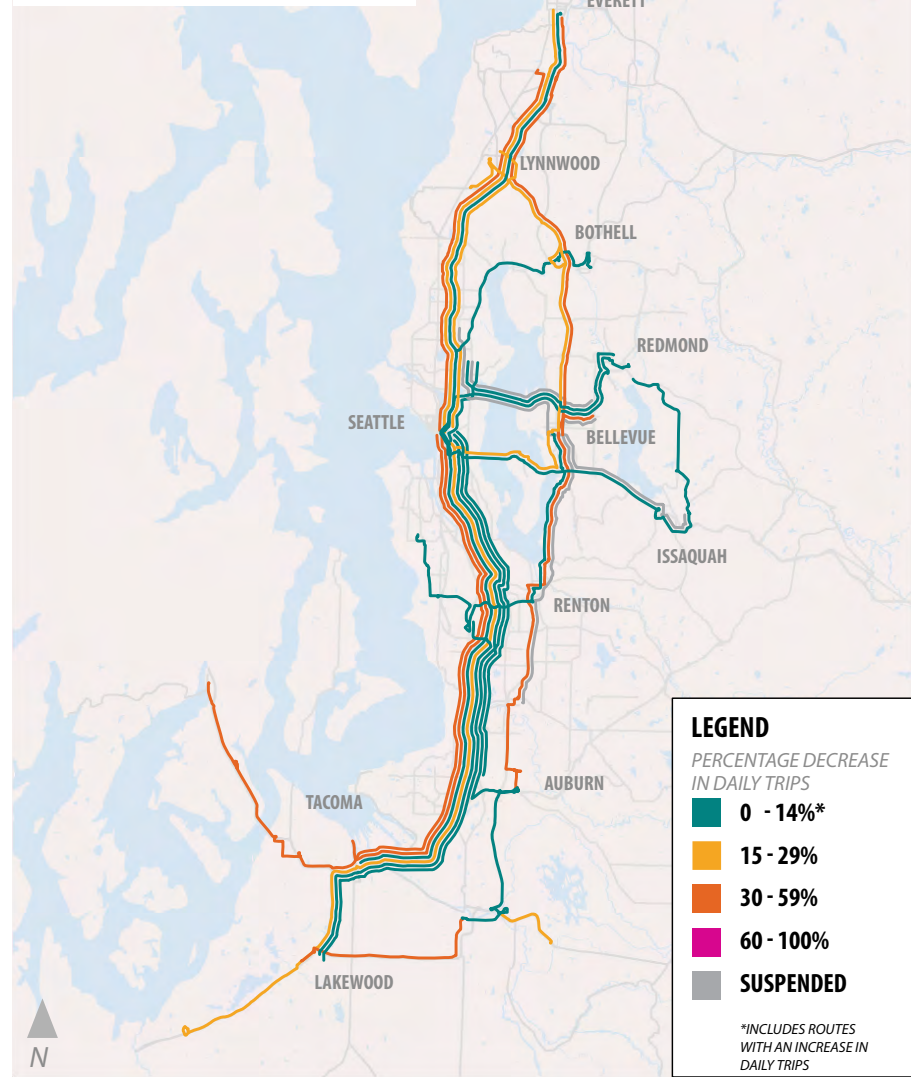 EVERETT
LYNNWOOD
BOTHELL
REDMOND
SEATTLE
BELLEVUE
ISSAQUAH
RENTON
AUBURN
TACOMA
LAKEWOOD
N
LEGEND
PERCENTAGE DECREASE
IN DAILY TRIPS
0 - 14%*
15 - 29%
30 - 59%
60 - 100%
SUSPENDED
*INCLUDES ROUTES
WITH AN INCREASE IN
DAILY TRIPS